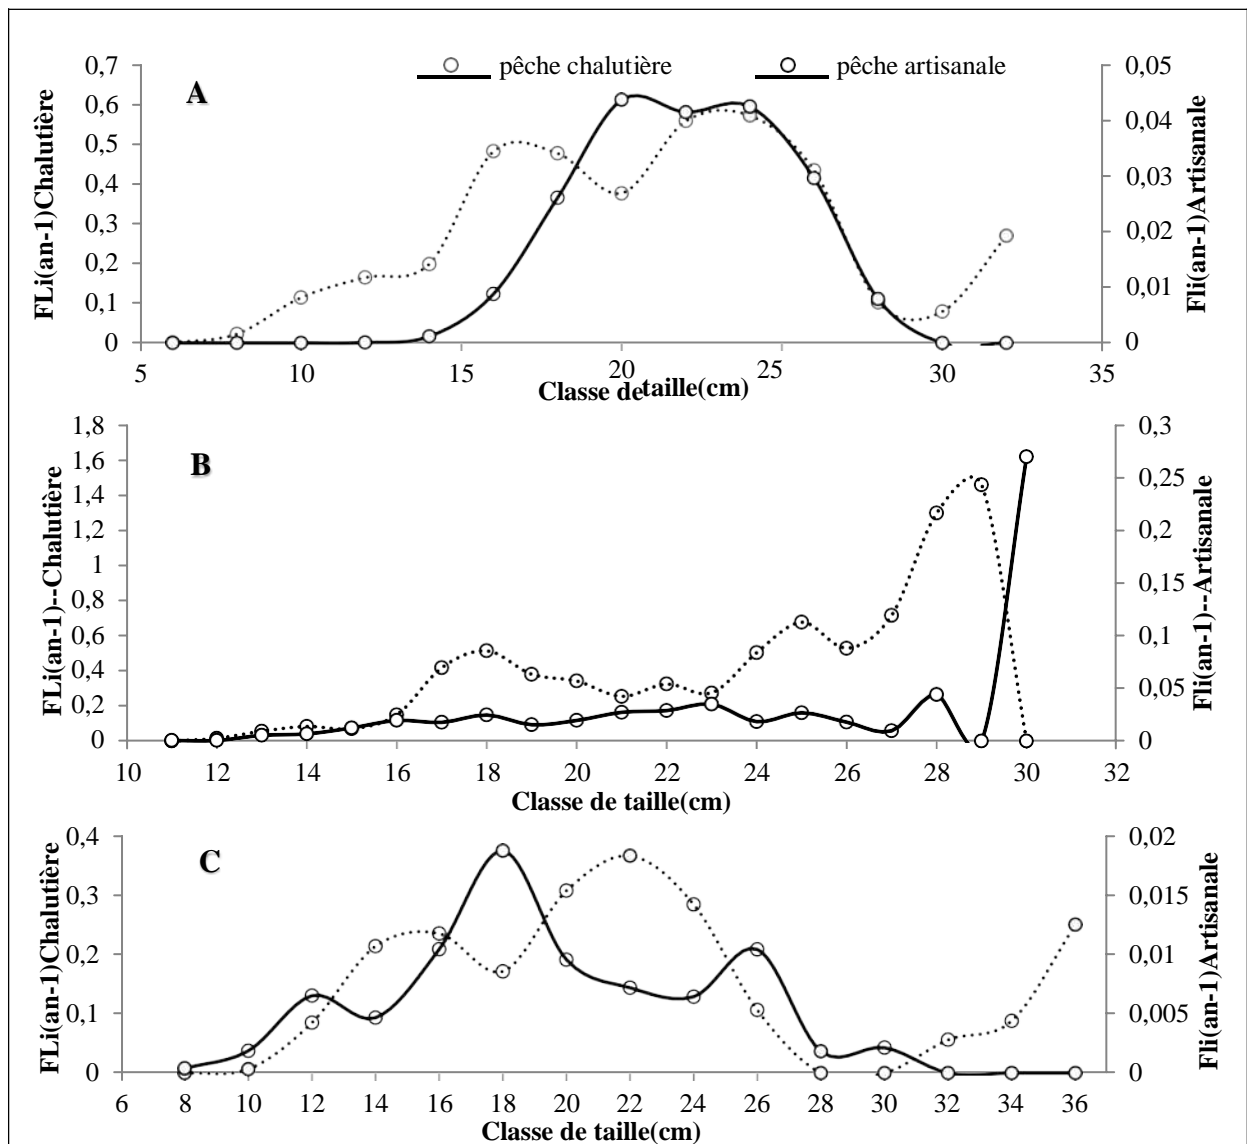 pêche chalutière
pêche artisanale
A
FLi(an-1)Chalutière
0,7
0,6
0,5
0,4
0,3
0,2
0,1
0
0,05
0,04
0,03
0,02
0,01
0
Fli(an-1)Artisanale
5 10 15 20 25 30 35
Classe de taille(cm)
B
FLi(an-1)--Chalutière
1,8
1,6
1,4
1,2
1
0,8
0,6
0,4
0,2
0
0,3
0,25
0,2
0,15
0,1
0,05
0
Fli(an-1)--Artisanale
10 12 14 16 18 20 22 24 26 28 30 32
Classe de taille(cm)
C
FLi(an-1)Chalutière
0,4
0,3
0,2
0,1
0
0,02
0,015
0,01
0,005
0
Fli(an-1)Artisanale
6 8 10 12 14 16 18 20 22 24 26 28 30 32 34 36
Classe de taille(cm)